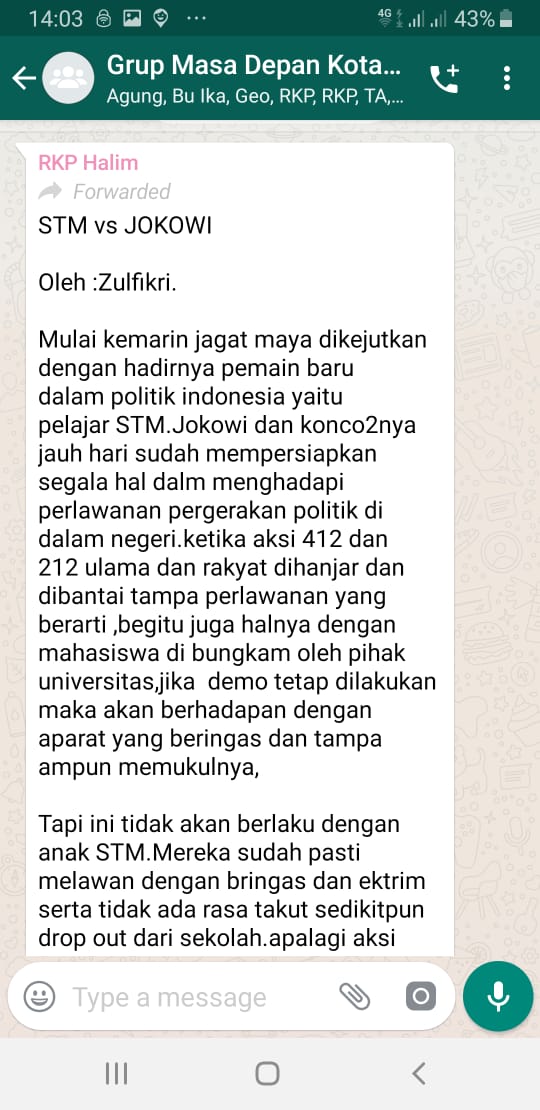 14:03 ... 4G 43%
Grup Masa Depan Kota...
Agung, Bu Ika, Geo, RKP, RKP, TA,...
RKP Halim
Forwarded
STM vs JOKOWI
Oleh :Zulfikri.
Mulai kemarin jagat maya dikejutkan
dengan hadirnya pemain baru
dalam politik indonesia yaitu
pelajar STM.Jokowi dan konco2nya
jauh hari sudah mempersiapkan
segala hal dalm menghadapi
perlawanan pergerakan politik di
dalam negeri.ketika aksi 412 dan
212 ulama dan rakyat dihanjar dan
dibantai tampa perlawanan yang
berarti ,begitu juga halnya dengan
mahasiswa di bungkam oleh pihak
universitas,jika  demo tetap dilakukan
maka akan berhadapan dengan
aparat yang beringas dan tampa
ampun memukulnya,
Tapi ini tidak akan berlaku dengan
anak STM.Mereka sudah pasti
melawan dengan bringas dan ektrim
serta tidak ada rasa takut sedikitpun
drop out dari sekolah.apalagi aksi
Type a message